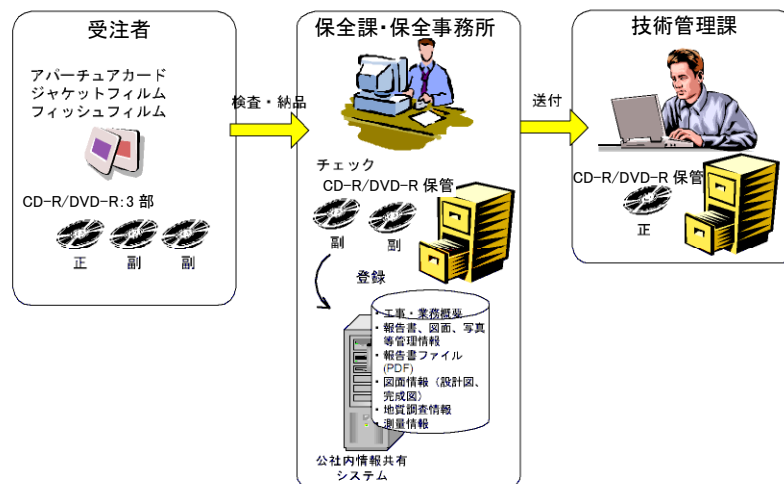 受注者
アパーチュアカード
ジャケットフィルム
フィッシュフィルム
CD-R/DVD-R:3 部
正
副
副
検査・納品
保全課・保全事務所
チェック
CD-R/DVD-R 保管
副
副
登録
・工事・業務概要
・報告書、図面、写真
等管理情報
・報告書ファイル
(PDF)
・図面情報（設計図、
完成図）
・地質調査情報
・測量情報
公社内情報共有
システム
送付
技術管理課
CD-R/DVD-R 保管
正